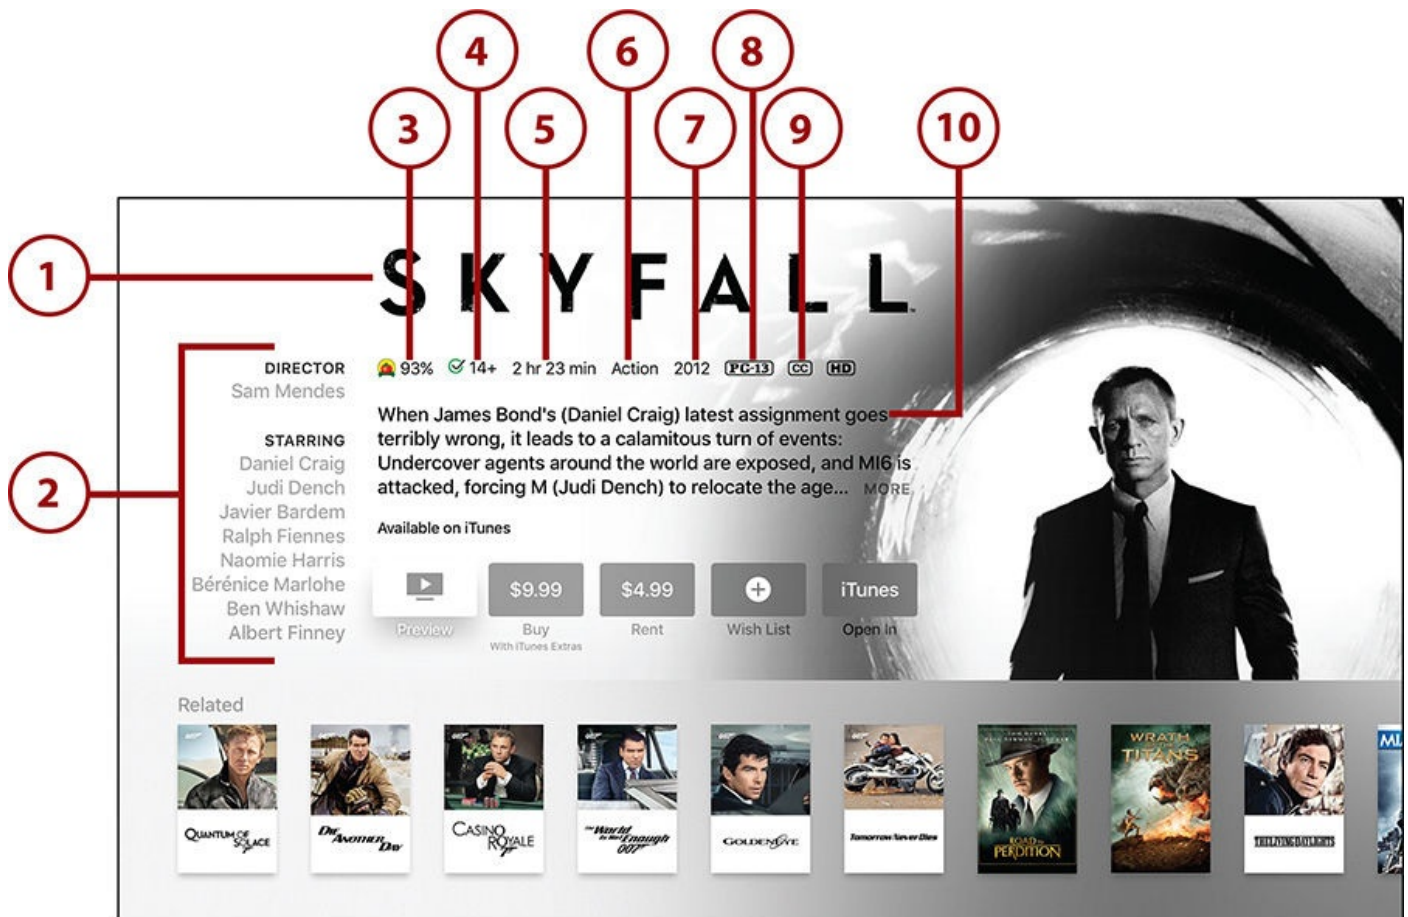 4 6 8
3 5 7 9 10
1
SKYFALL
2
DIRECTOR
Sam Mendes
STARRING
Daniel Craig
Judi Dench
Javier Bardem
Ralph Fiennes
Naomie Harris
Bérénice Marlohe
Ben Whishaw
Albert Finney
93% 14+ 2 hr 23 min Action 2012 PG-13 CC HD
When James Bond's (Daniel Craig) latest assignment goes
terribly wrong, it leads to a calamitous turn of events:
Undercover agents around the world are exposed, and MI6 is
attacked, forcing M (Judi Dench) to relocate the age... MORE
Available on iTunes
$9.99 $4.99 iTunes
Preview Buy Rent Wish List Open In
With iTunes Extras
Related
QUANTUM OF SOLACE
DIE ANOTHER DAY
CASINO ROYALE
The World Is Not Enough 007
GOLDENEYE
Tomorrow Never Dies
ROAD TO PERDITION
WRATH OF THE TITANS
THE LIVING DAYLIGHTS